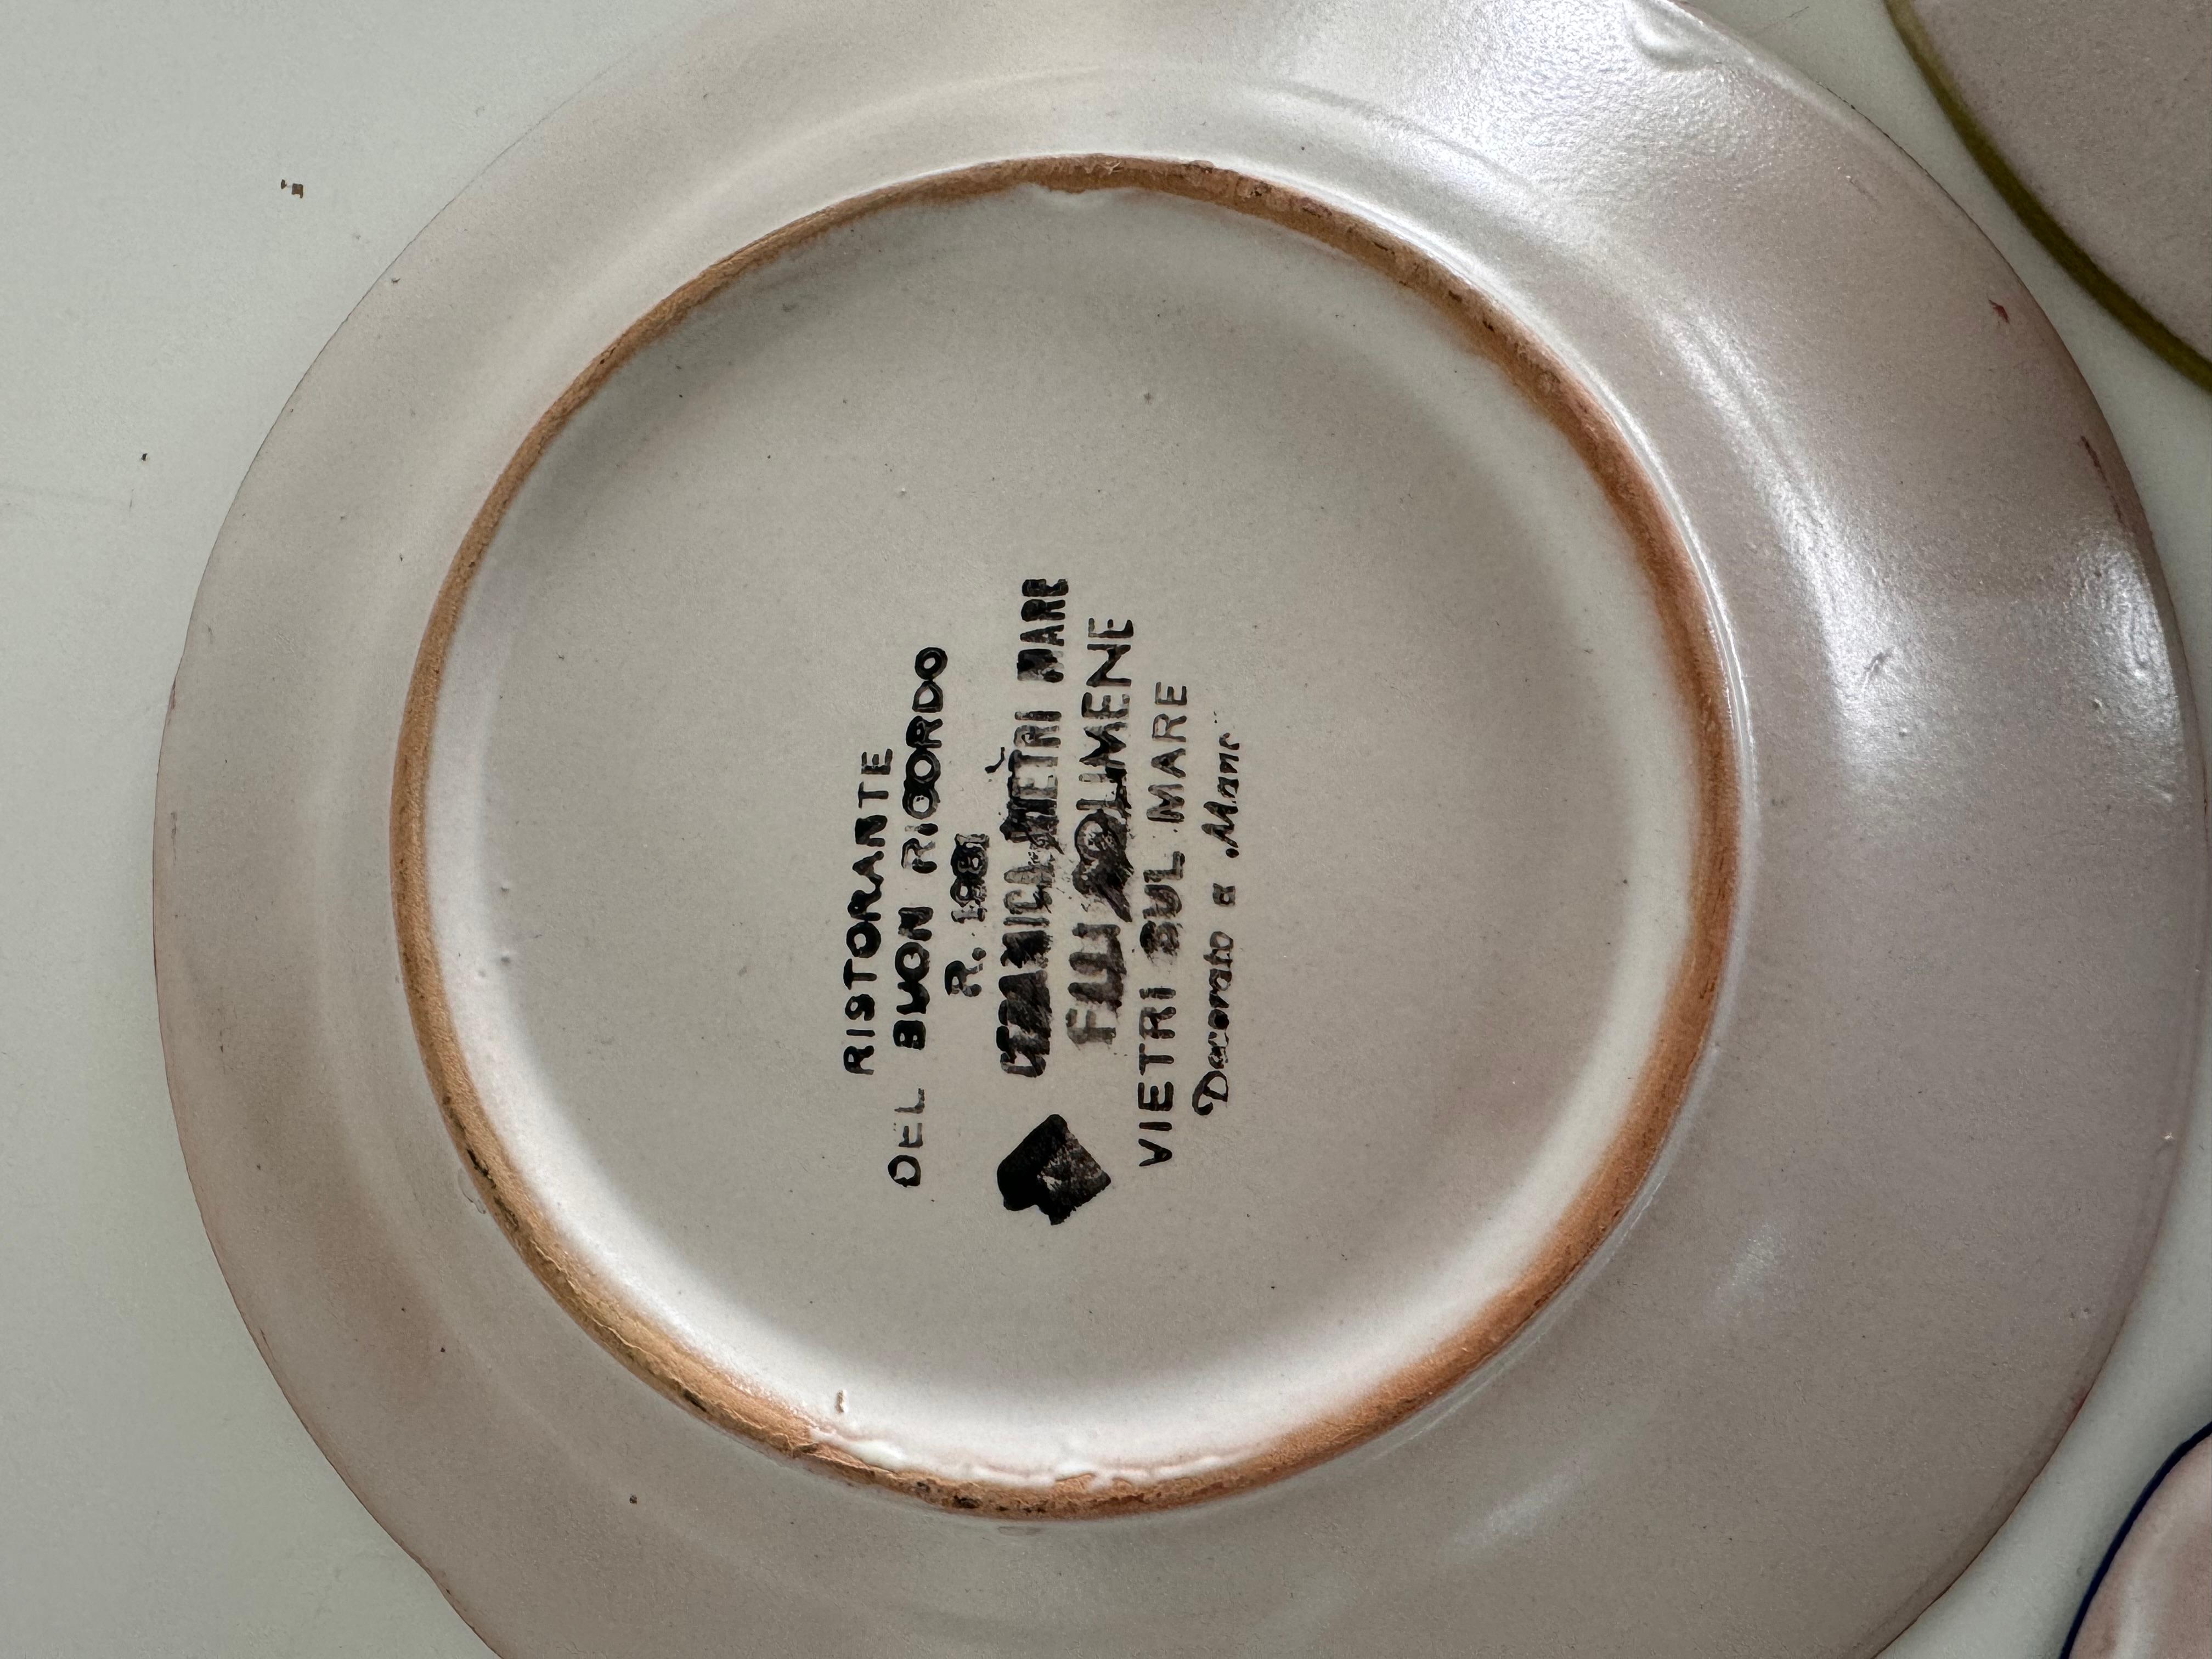 RISTORANTE
DEL BUON RICORDO
R. 1981
CERAMICA VIETRI MARE
F.LLI SOLIMENE
VIETRI SUL MARE
Decorato a Mano